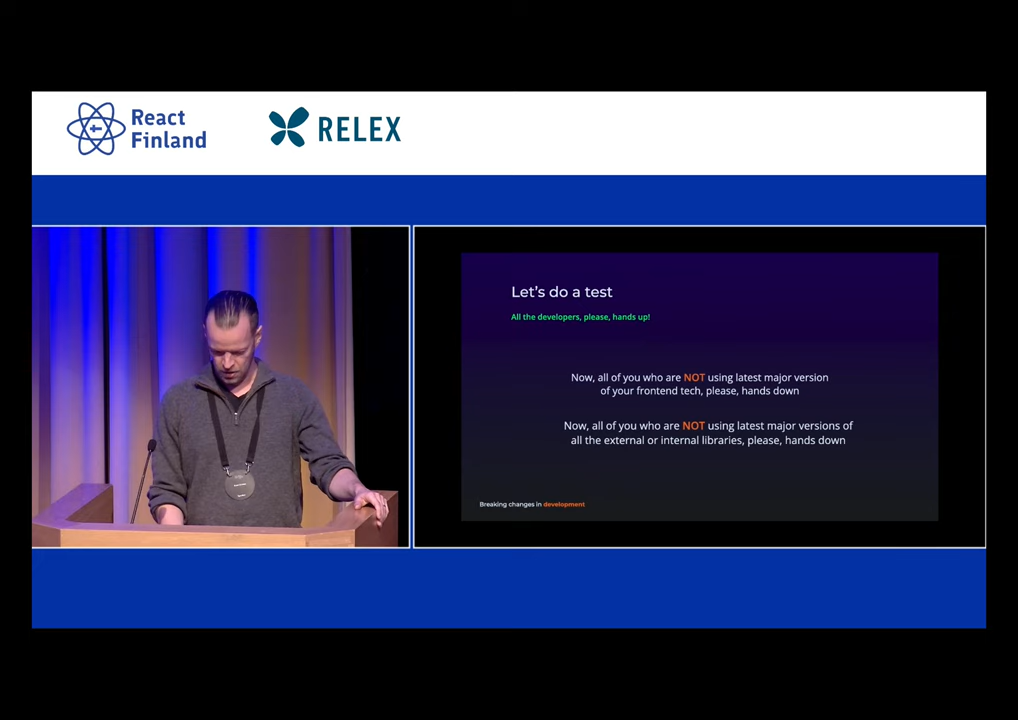 React
Finland
RELEX
Let's do a test
All the developers, please, hands up!
Now, all of you who are NOT using latest major version
of your frontend tech, please, hands down
Now, all of you who are NOT using latest major versions of
all the external or internal libraries, please, hands down
Breaking changes in development